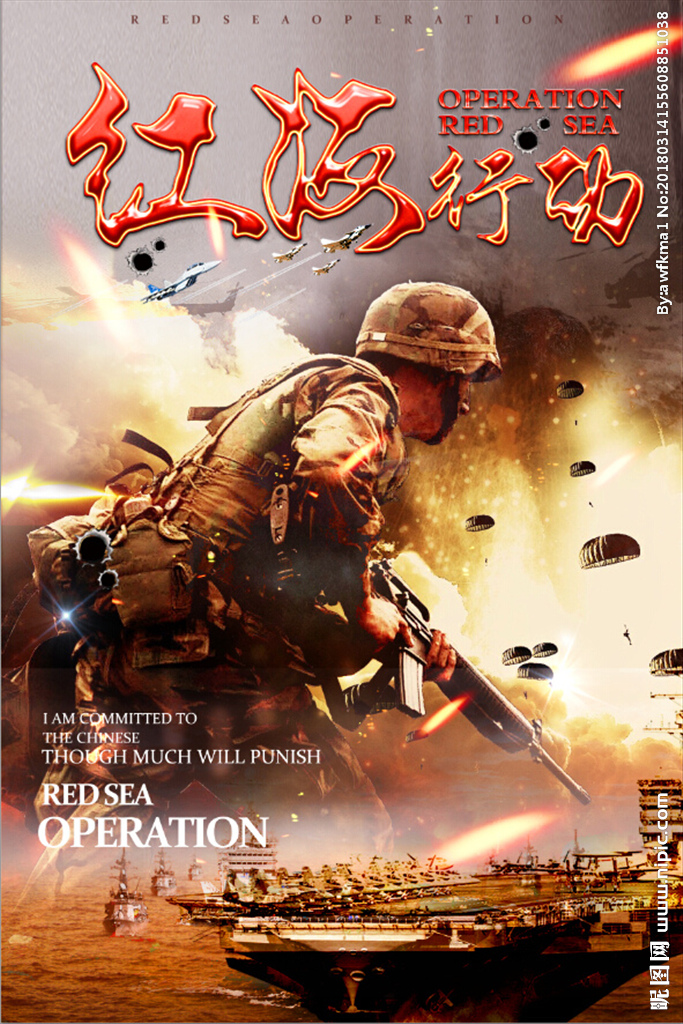 REDSEAOPERATION
红海行动
OPERATION
RED SEA
I AM COMMITTED TO
THE CHINESE
THOUGH MUCH WILL PUNISH
RED SEA
OPERATION
By:awfkma1 No:20180314155608851038
昵图网 www.nipic.com